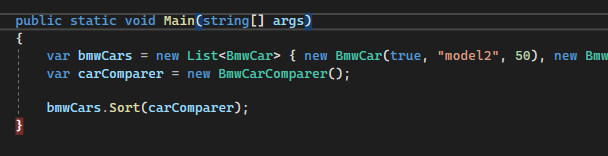 public static void Main(string[] args)
{
var bmwCars = new List<BmwCar> { new BmwCar(true, "model2", 50), new Bmw
var carComparer = new BmwCarComparer();
bmwCars.Sort(carComparer);
}